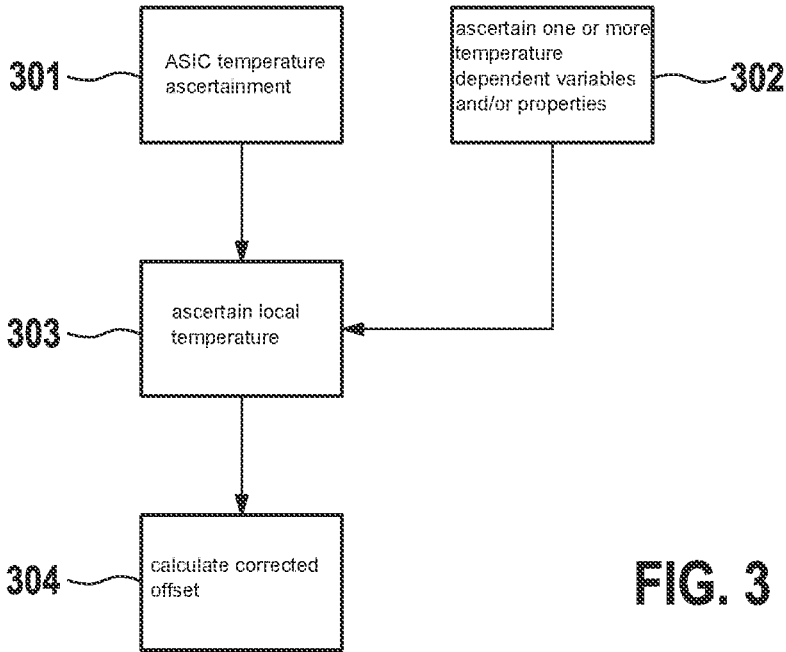 301
ASIC temperature
ascertainment
ascertain one or more
temperature
dependent variables
and/or properties
302
303
ascertain local
temperature
304
calculate corrected
offset
FIG. 3